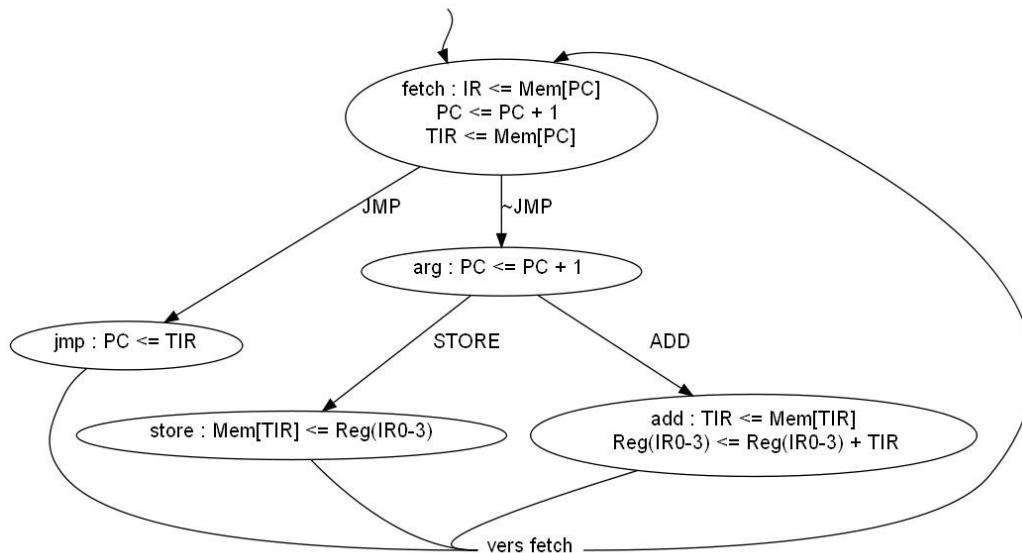 fetch : IR <= Mem[PC]
PC <= PC + 1
TIR <= Mem[PC]
JMP
~JMP
arg : PC <= PC + 1
jmp : PC <= TIR
STORE
ADD
store : Mem[TIR] <= Reg(IR0-3)
add : TIR <= Mem[TIR]
Reg(IR0-3) <= Reg(IR0-3) + TIR
vers fetch